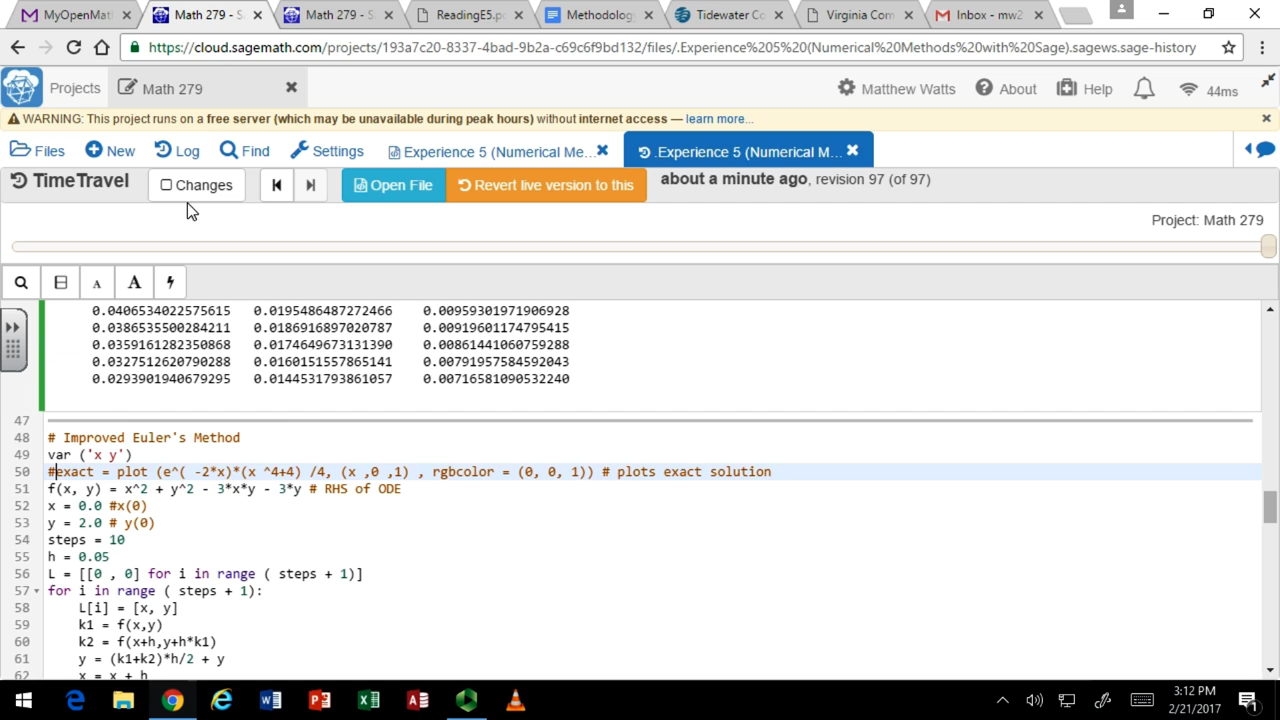 MyOpenMath
Math 279 - S
Math 279 - S
ReadingE5.pd
Methodolog
Tidewater Co
Virginia Com
Inbox - mw2
https://cloud.sagemath.com/projects/193a7c20-8337-4bad-9b2a-c69c6f9bd132/files/.Experience%205%20(Numerical%20Methods%20with%20Sage).sagews.sage-history
Projects
Math 279
Matthew Watts
About
Help
44ms
WARNING: This project runs on a free server (which may be unavailable during peak hours) without internet access — learn more...
Files
New
Log
Find
Settings
Experience 5 (Numerical Me...
.Experience 5 (Numerical M...
TimeTravel
Changes
Open File
Revert live version to this
about a minute ago, revision 97 (of 97)
Project: Math 279
A A
0.0406534022575615 0.0195486487272466 0.00959301971906928
0.0386535500284211 0.0186916897020787 0.00919601174795415
0.0359161282350868 0.0174649673131390 0.00861441060759288
0.0327512620790288 0.0160151557865141 0.00791957584592043
0.0293901940679295 0.0144531793861057 0.00716581090532240
47
48 # Improved Euler's Method
49 var ('x y')
50 #exact = plot (e^( -2*x)*(x ^4+4) /4, (x ,0 ,1) , rgbcolor = (0, 0, 1)) # plots exact solution
51 f(x, y) = x^2 + y^2 - 3*x*y - 3*y # RHS of ODE
52 x = 0.0 #x(0)
53 y = 2.0 # y(0)
54 steps = 10
55 h = 0.05
56 L = [[0 , 0] for i in range ( steps + 1)]
57 for i in range ( steps + 1):
58 L[i] = [x, y]
59 k1 = f(x,y)
60 k2 = f(x+h,y+h*k1)
61 y = (k1+k2)*h/2 + y
62 x = x + h
3:12 PM
2/21/2017
1